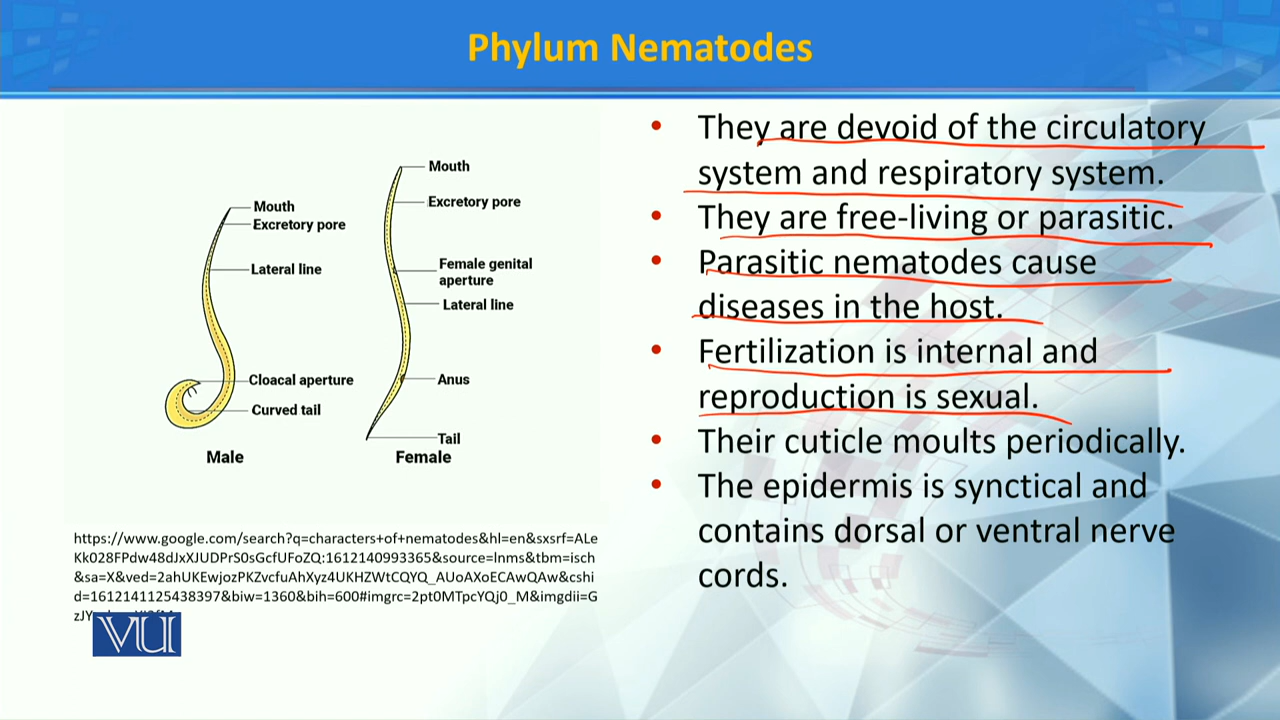 Phylum Nematodes
Mouth
Excretory pore
Lateral line
Cloacal aperture
Curved tail
Male
Mouth
Excretory pore
Female genital
aperture
Lateral line
Anus
Tail
Female
https://www.google.com/search?q=characters+of+nematodes&hl=en&sxsrf=ALe
Kk028FPdw48dJxXJUDPrS0sGcfUFoZQ:1612140993365&source=lnms&tbm=isch
&sa=X&ved=2ahUKEwjozPKZvcfuAhXyz4UKHZWtCQYQ_AUoAXoECAwQAw&cshi
d=1612141125438397&biw=1360&bih=600#imgrc=2pt0MTpcYQj0_M&imgdii=G
VU
• They are devoid of the circulatory
system and respiratory system.
• They are free-living or parasitic.
• Parasitic nematodes cause
diseases in the host.
• Fertilization is internal and
reproduction is sexual.
• Their cuticle moults periodically.
• The epidermis is synctical and
contains dorsal or ventral nerve
cords.